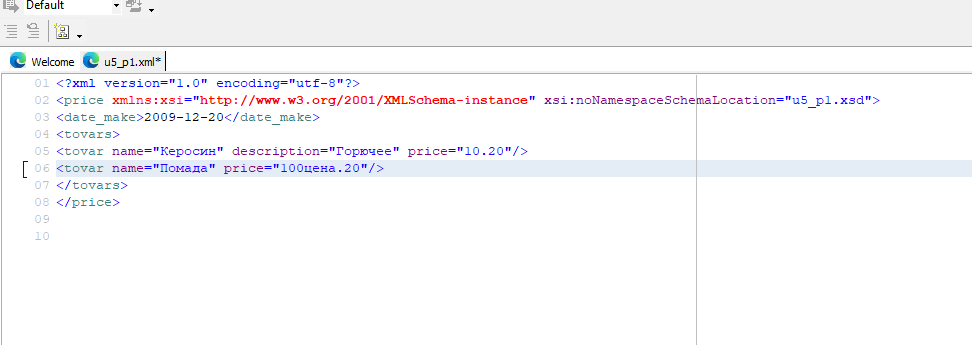 Default
Welcome u5_p1.xml*
01 <?xml version="1.0" encoding="utf-8"?>
02 <price xmlns:xsi="http://www.w3.org/2001/XMLSchema-instance" xsi:noNamespaceSchemaLocation="u5_p1.xsd">
03 <date_make>2009-12-20</date_make>
04 <tovars>
05 <tovar name="Керосин" description="Горючее" price="10.20"/>
06 <tovar name="Помада" price="100цена.20"/>
07 </tovars>
08 </price>
09
10